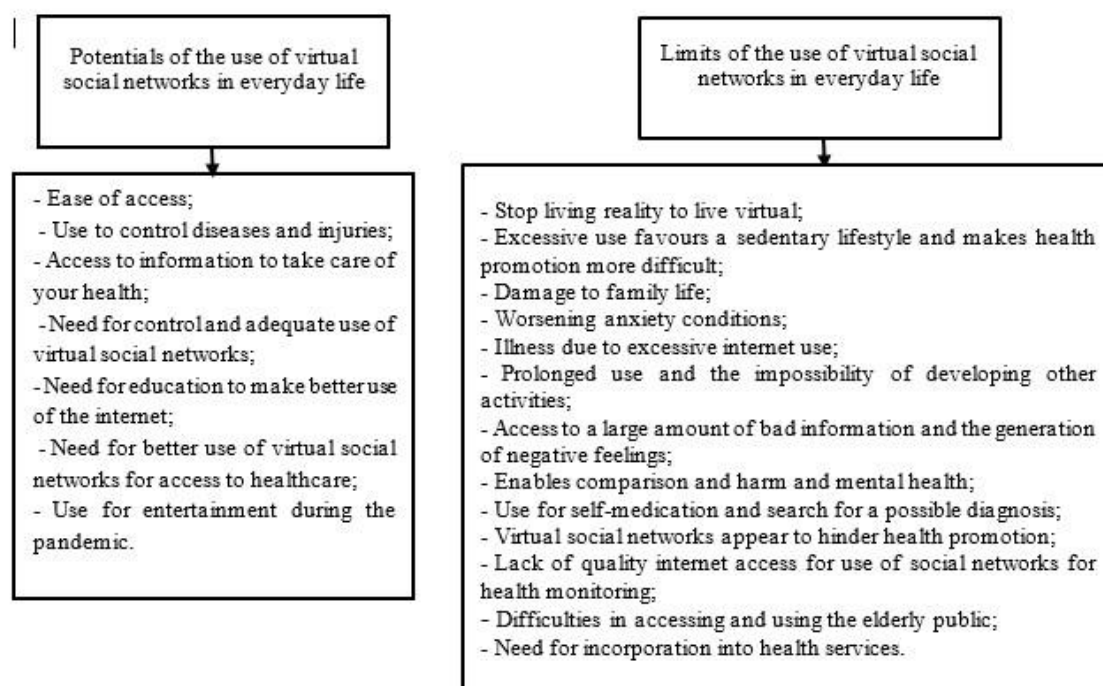 Potentials of the use of virtual
social networks in everyday life
- Ease of access;
- Use to control diseases and injuries;
- Access to information to take care of
your health;
- Need for control and adequate use of
virtual social networks;
- Need for education to make better use
of the internet;
- Need for better use of virtual social
networks for access to healthcare;
- Use for entertainment during the
pandemic.
Limits of the use of virtual social
networks in everyday life
- Stop living reality to live virtual;
- Excessive use favours a sedentary lifestyle and makes health
promotion more difficult;
- Damage to family life;
- Worsening anxiety conditions;
- Illness due to excessive internet use;
- Prolonged use and the impossibility of developing other
activities;
- Access to a large amount of bad information and the generation
of negative feelings;
- Enables comparison and harm and mental health;
- Use for self-medication and search for a possible diagnosis;
- Virtual social networks appear to hinder health promotion;
- Lack of quality internet access for use of social networks for
health monitoring;
- Difficulties in accessing and using the elderly public;
- Need for incorporation into health services.